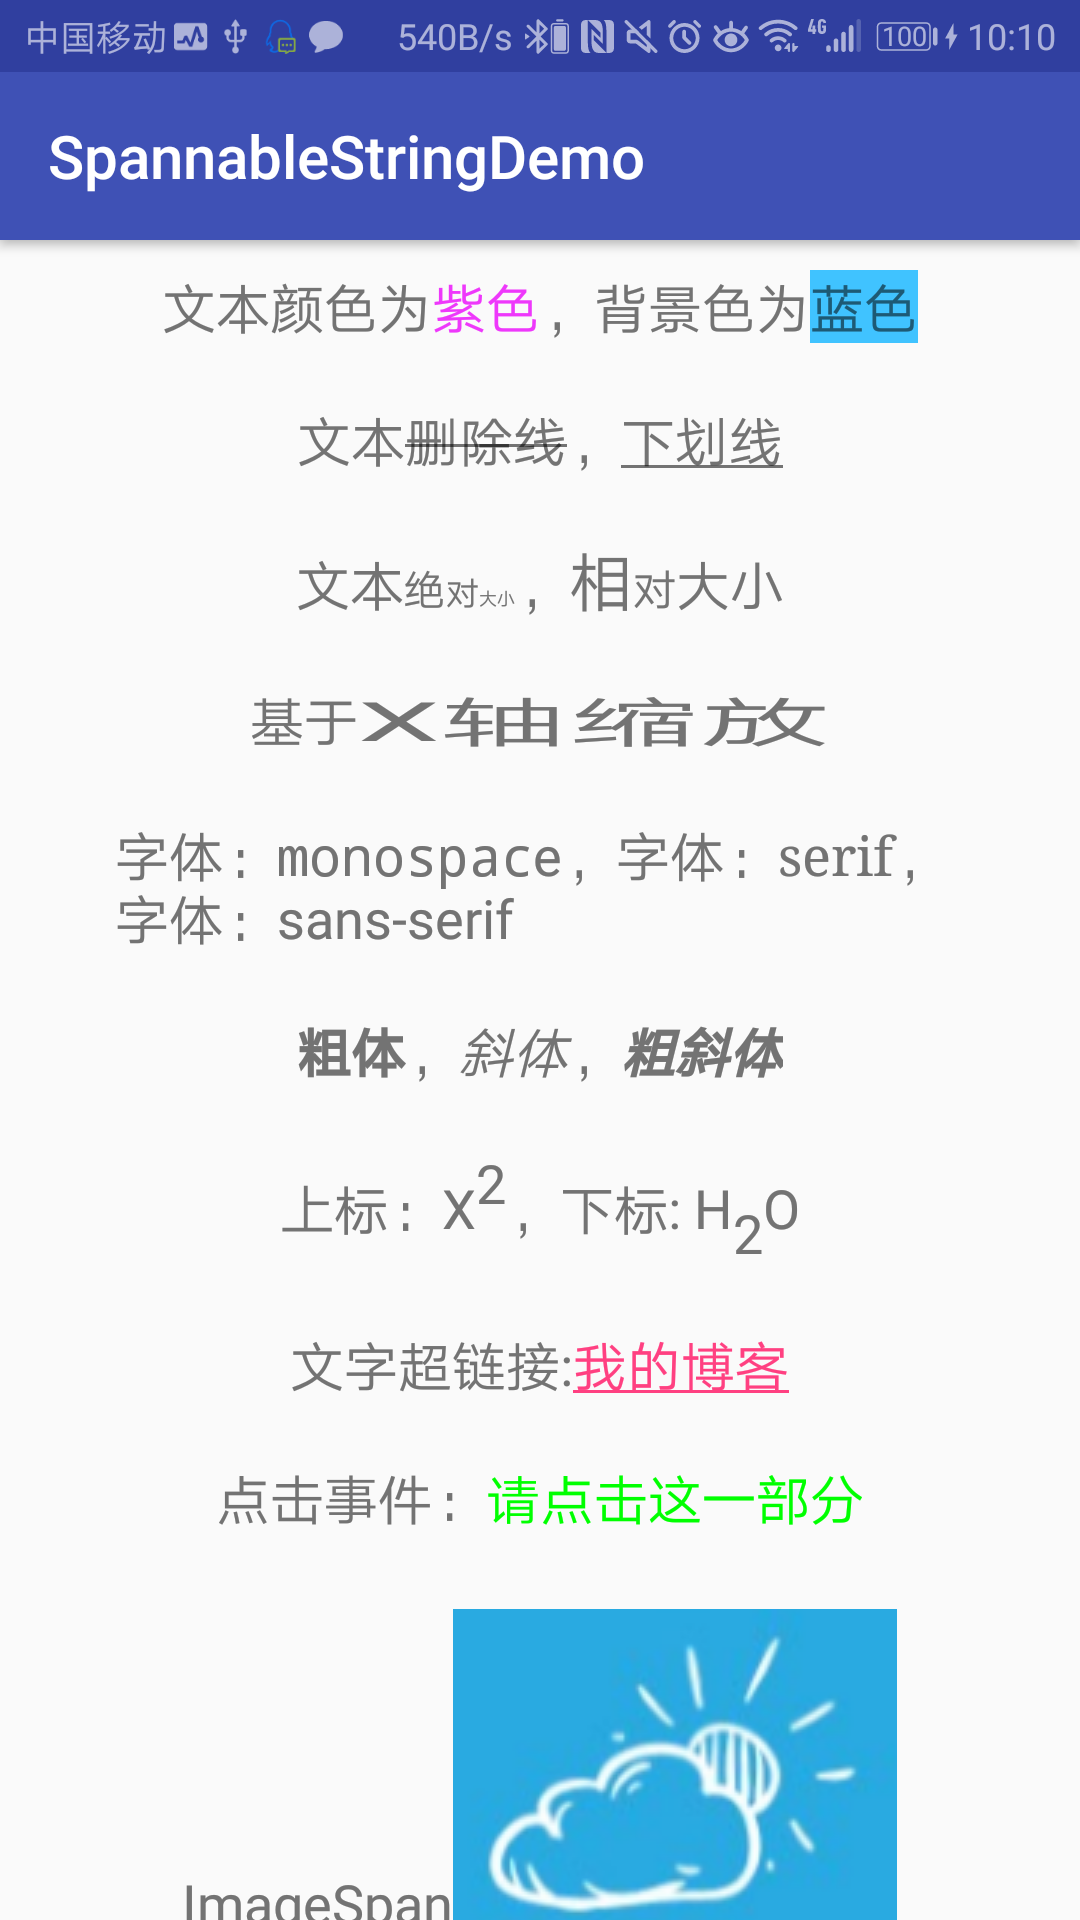 中国移动 540B/s 4G 100 10:10
SpannableStringDemo
文本颜色为紫色，背景色为蓝色
文本删除线，下划线
文本绝对大小，相对大小
基于X轴缩放
字体：monospace，字体：serif，
字体：sans-serif
粗体，斜体，粗斜体
上标：X2，下标: H2O
文字超链接:我的博客
点击事件：请点击这一部分
ImageSpan